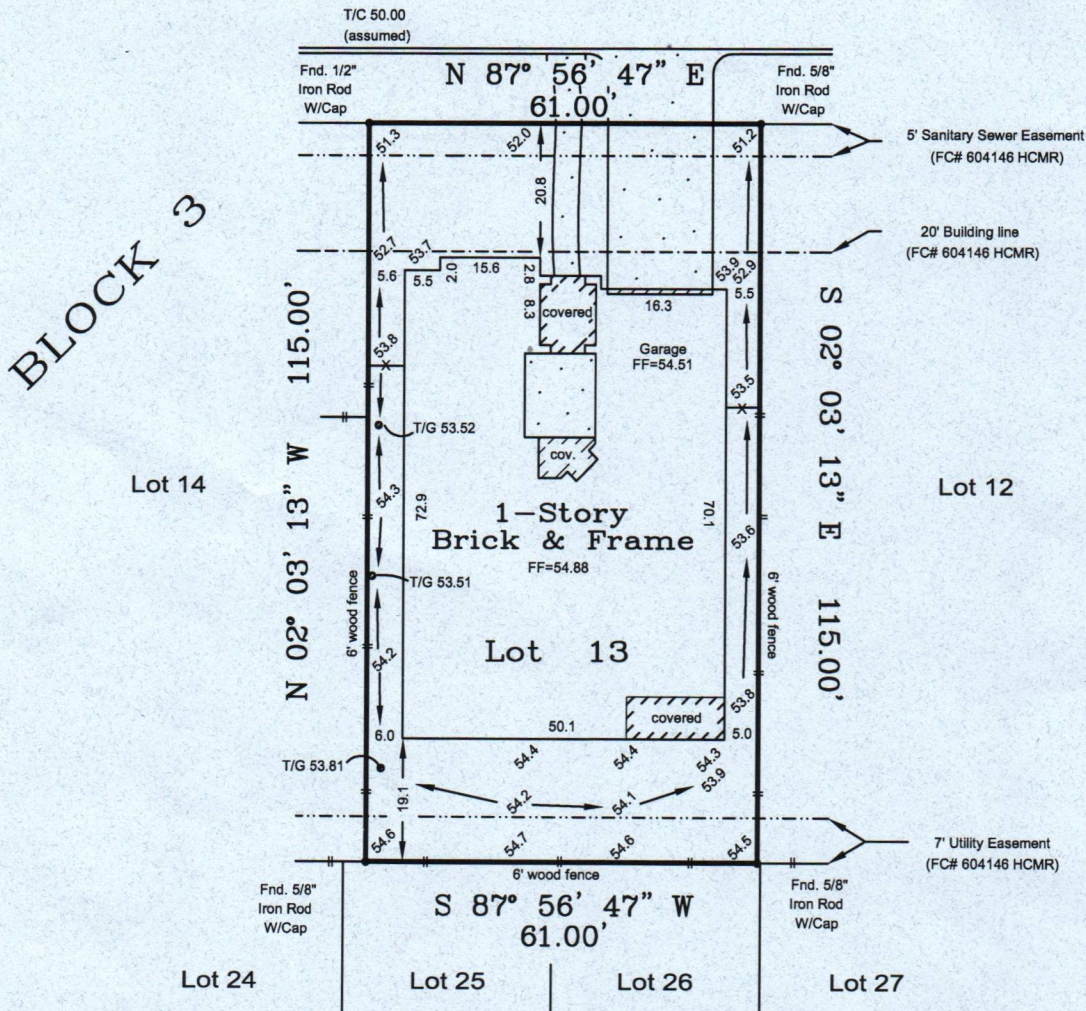 T/C 50.00
(assumed)
Fnd. 1/2"
Iron Rod
W/Cap
N 87° 56' 47" E
61.00'
Fnd. 5/8"
Iron Rod
W/Cap
51.3
52.0
51.2
5' Sanitary Sewer Easement
(FC# 604146 HCMR)
20.8
BLOCK 3
20' Building line
(FC# 604146 HCMR)
52.7
53.7
5.6
5.5
2.0
15.6
2.8
8.3
53.9
52.9
5.5
covered
16.3
N 02° 03' 13" W 115.00'
S 02° 03' 13" E 115.00'
53.8
Garage
FF=54.51
53.5
T/G 53.52
cov.
Lot 14
54.3
72.9
70.1
Lot 12
1-Story
Brick & Frame
FF=54.88
53.6
T/G 53.51
6' wood fence
6' wood fence
54.2
Lot 13
53.8
covered
6.0
50.1
5.0
T/G 53.81
54.4
54.4
54.3
53.9
19.1
54.2
54.1
54.6
54.7
54.6
54.5
7' Utility Easement
(FC# 604146 HCMR)
6' wood fence
Fnd. 5/8"
Iron Rod
W/Cap
S 87° 56' 47" W
61.00'
Fnd. 5/8"
Iron Rod
W/Cap
Lot 24
Lot 25
Lot 26
Lot 27